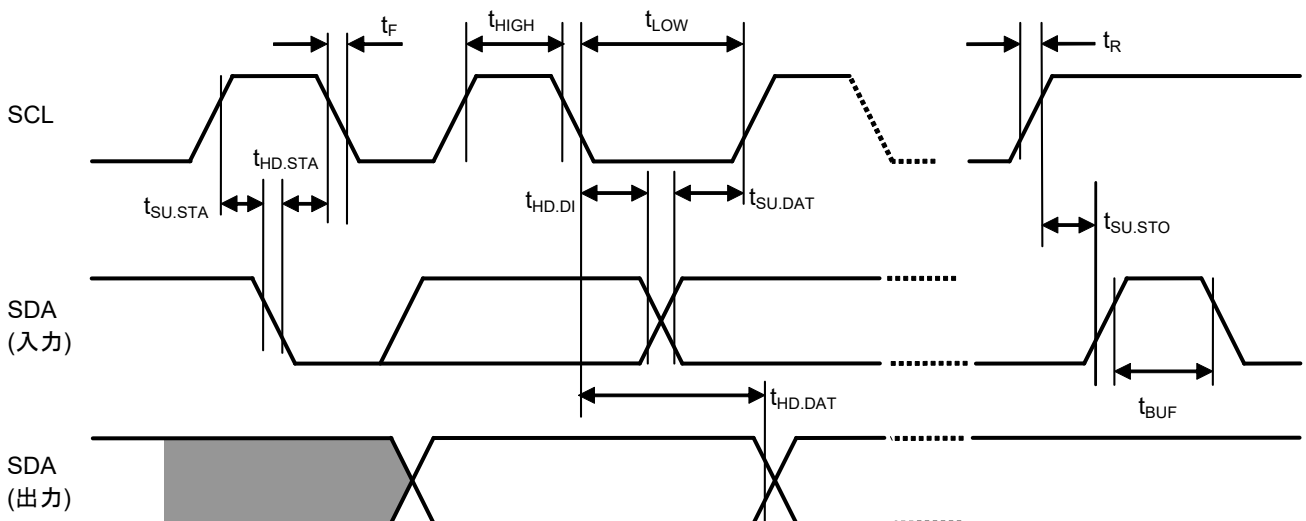 tF
tHIGH
tLOW
tR
SCL
tHD.STA
tSU.STA
tHD.DI
tSU.DAT
tSU.STO
SDA
(入力)
tHD.DAT
tBUF
SDA
(出力)